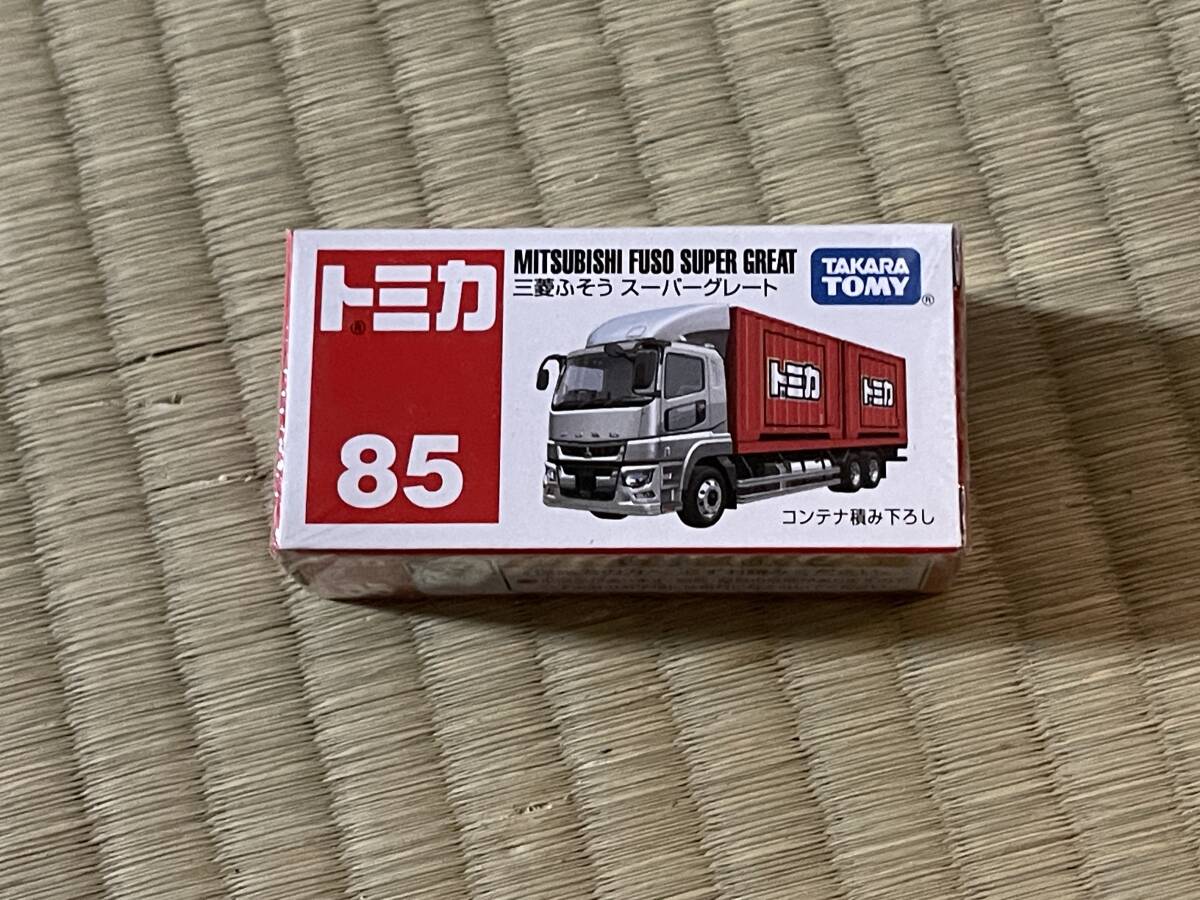 トミカ
85
MITSUBISHI FUSO SUPER GREAT
三菱ふそう スーパーグレート
TAKARA
TOMY
FUSO
トミカ
トミカ
コンテナ積み下ろし